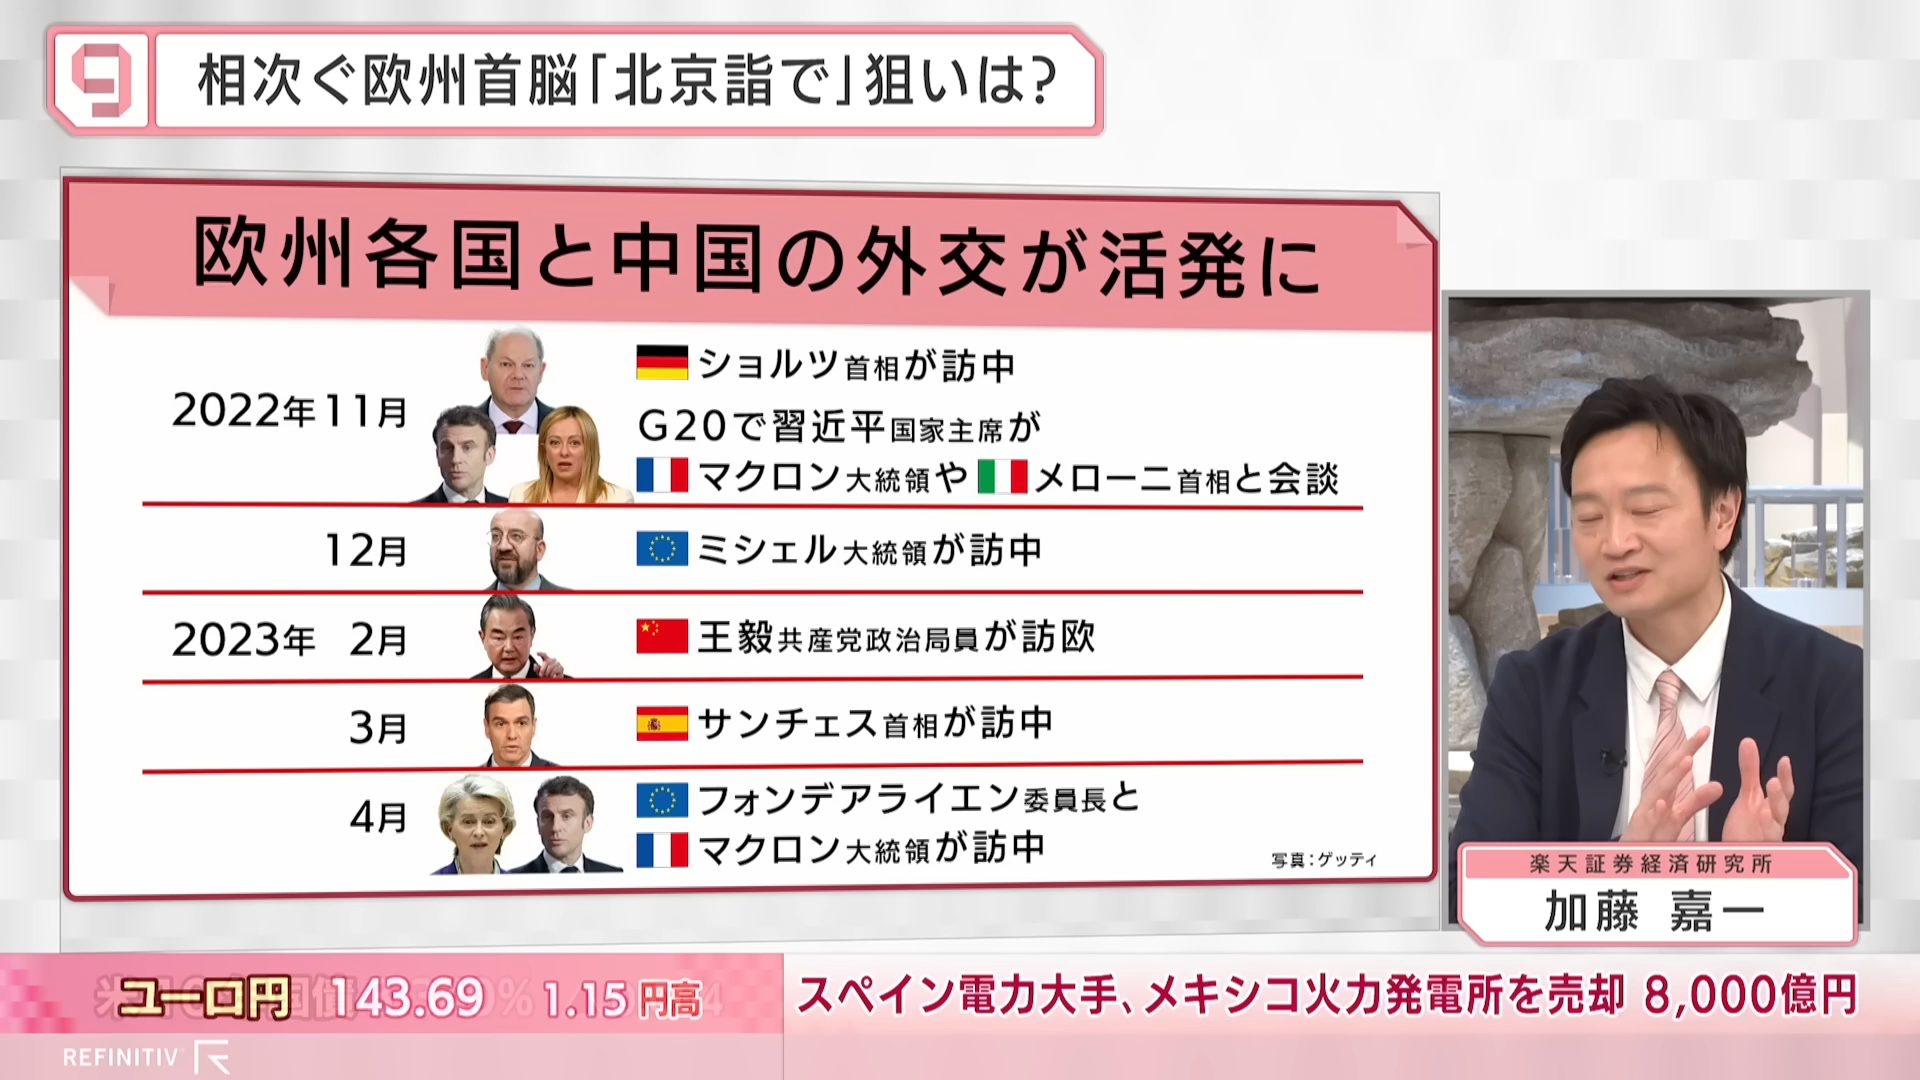 9
相次ぐ欧州首脳「北京詣で」狙いは?
欧州各国と中国の外交が活発に
2022年11月
ショルツ首相が訪中
G20で習近平国家主席が
マクロン大統領やメローニ首相と会談
12月
ミシェル大統領が訪中
2023年 2月
王毅共産党政治局員が訪欧
3月
サンチェス首相が訪中
4月
フォンデアライエン委員長と
マクロン大統領が訪中
写真:ゲッティ
楽天証券経済研究所
加藤 嘉一
ユーロ円 143.69 1.15 円高
スペイン電力大手、メキシコ火力発電所を売却 8,000億円
REFINITIV